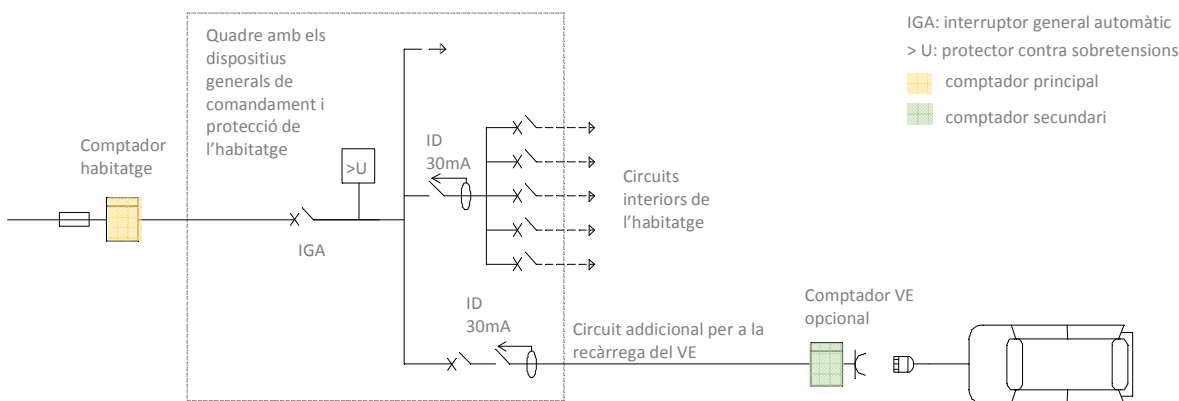 IGA: interruptor general automàtic
> U: protector contra sobretensions
comptador principal
comptador secundari
Quadre amb els
dispositius
generals de
comandament i
protecció de
l’habitatge
Comptador
habitatge
>U
IGA
ID
30mA
Circuits
interiors de
l’habitatge
ID
30mA
Circuit addicional per a la
recàrrega del VE
Comptador VE
opcional